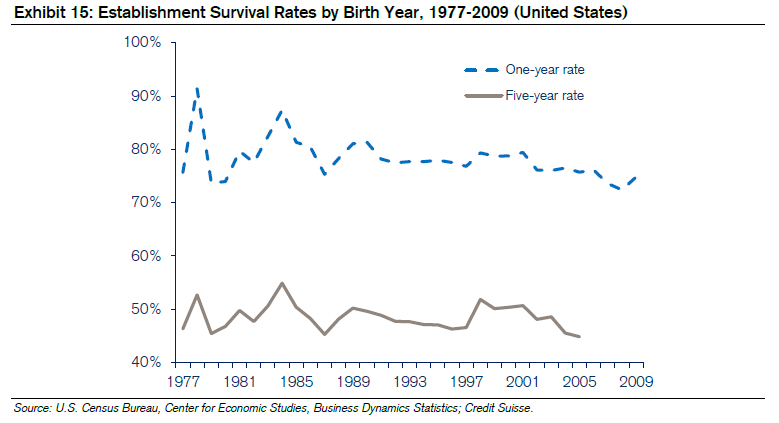 Exhibit 15: Establishment Survival Rates by Birth Year, 1977-2009 (United States)
100%
90%
80%
70%
60%
50%
40%
One-year rate
Five-year rate
1977 1981 1985 1989 1993 1997 2001 2005 2009
Source: U.S. Census Bureau, Center for Economic Studies, Business Dynamics Statistics; Credit Suisse.